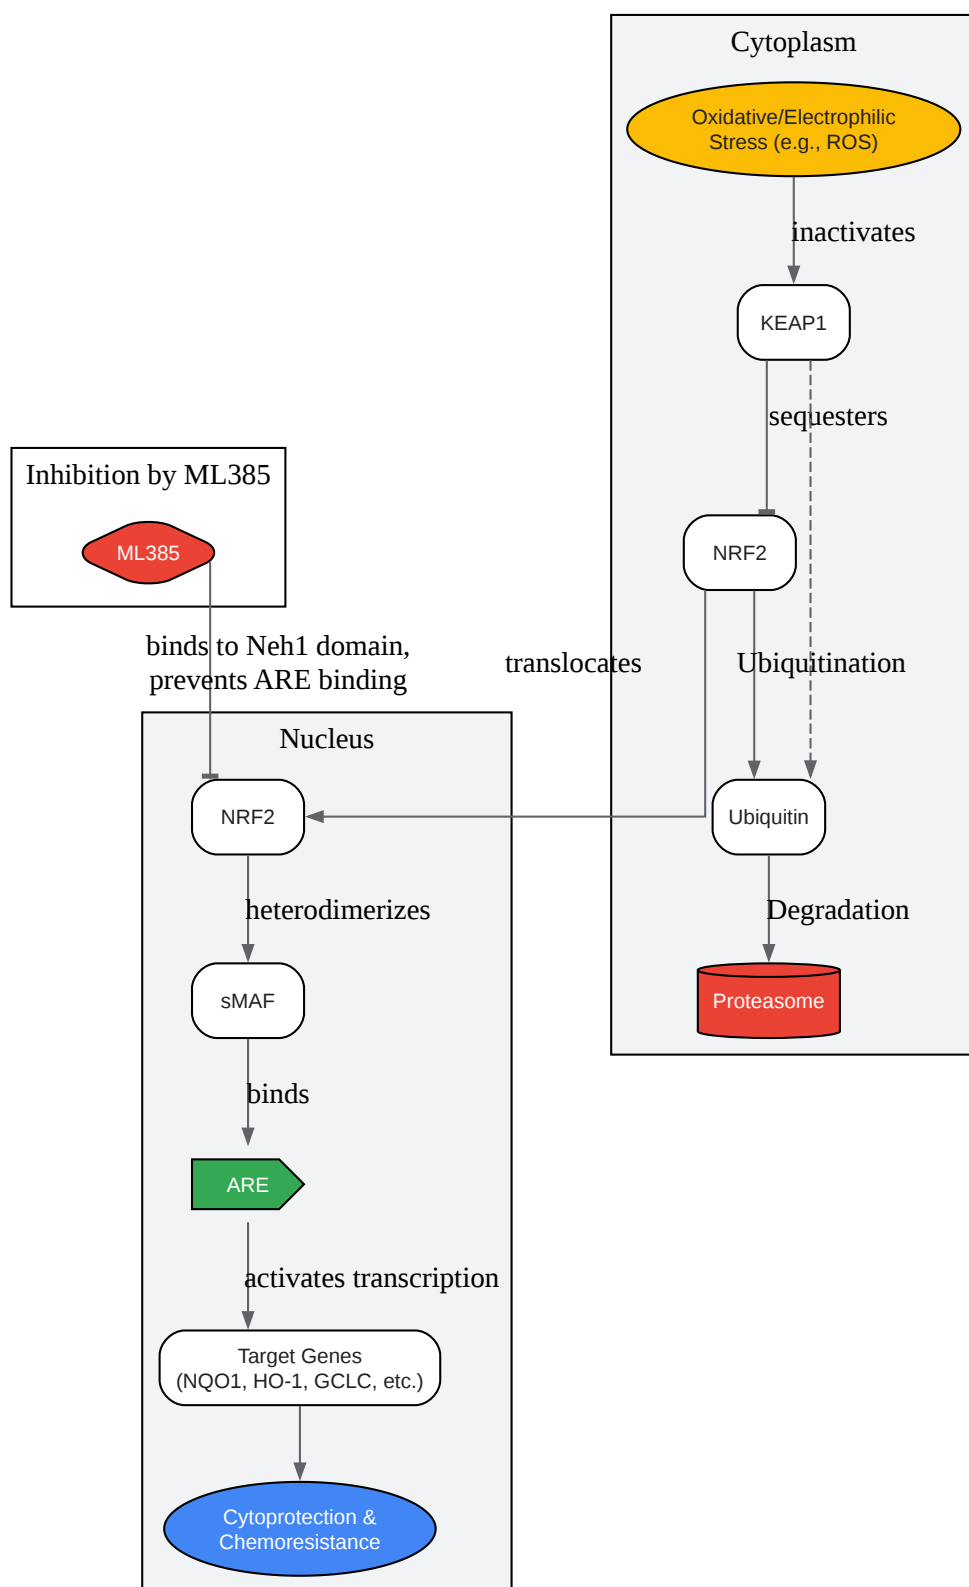 Cytoplasm
Oxidative/Electrophilic
Stress (e.g., ROS)
inactivates
KEAP1
sequesters
Inhibition by ML385
ML385
NRF2
binds to Neh1 domain,
prevents ARE binding
translocates
Ubiquitination
Nucleus
NRF2
Ubiquitin
heterodimerizes
Degradation
sMAF
Proteasome
binds
ARE
activates transcription
Target Genes
(NQO1, HO-1, GCLC, etc.)
Cytoprotection &
Chemoresistance